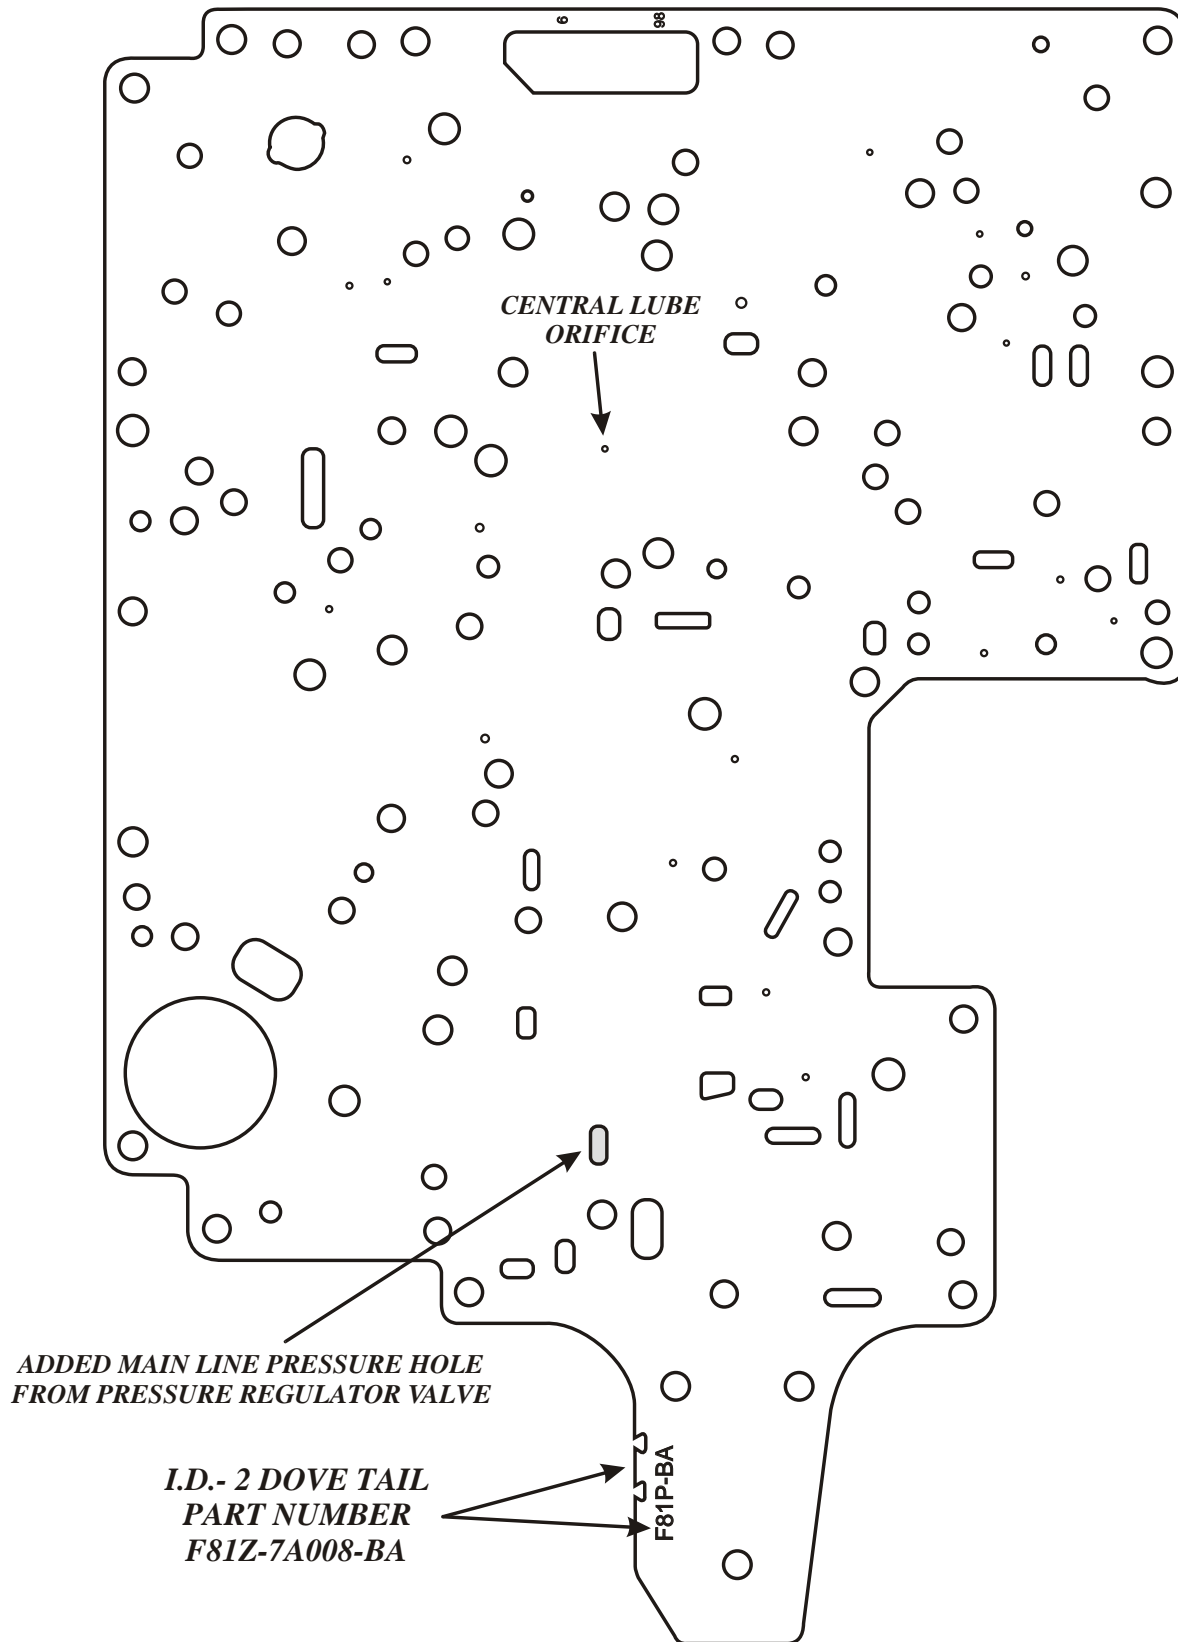 6 98
CENTRAL LUBE
ORIFICE
ADDED MAIN LINE PRESSURE HOLE
FROM PRESSURE REGULATOR VALVE
I.D.- 2 DOVE TAIL
PART NUMBER
F81Z-7A008-BA
F81P-BA